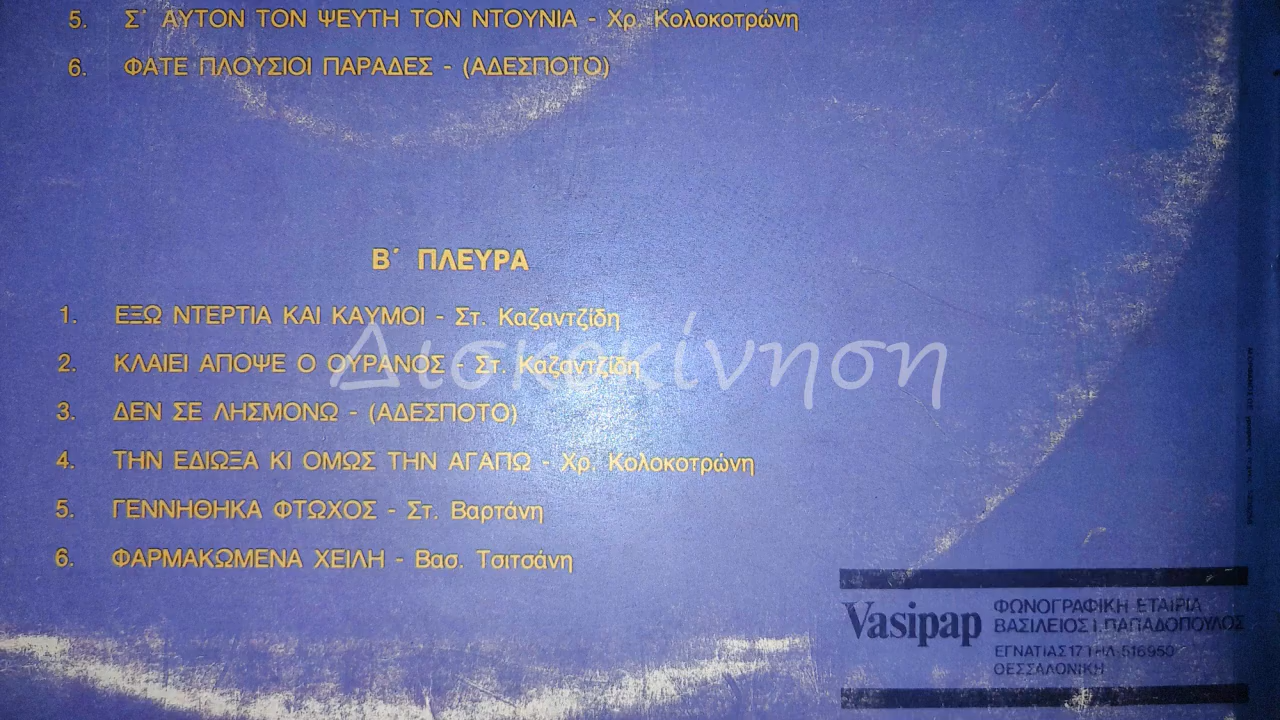 5. Σ΄ ΑΥΤΟΝ ΤΟΝ ΨΕΥΤΗ ΤΟΝ ΝΤΟΥΝΙΑ - Χρ. Κολοκοτρώνη
6. ΦΑΤΕ ΠΛΟΥΣΙΟΙ ΠΑΡΑΔΕΣ - (ΑΔΕΣΠΟΤΟ)
Β΄ ΠΛΕΥΡΑ
1. ΕΞΩ ΝΤΕΡΤΙΑ ΚΑΙ ΚΑΥΜΟΙ - Στ. Καζαντζίδη
2. ΚΛΑΙΕΙ ΑΠΟΨΕ Ο ΟΥΡΑΝΟΣ - Στ. Καζαντζίδη
Δισκοκίνηση
3. ΔΕΝ ΣΕ ΛΗΣΜΟΝΩ - (ΑΔΕΣΠΟΤΟ)
4. ΤΗΝ ΕΔΙΩΞΑ ΚΙ ΟΜΩΣ ΤΗΝ ΑΓΑΠΩ - Χρ. Κολοκοτρώνη
5. ΓΕΝΝΗΘΗΚΑ ΦΤΩΧΟΣ - Στ. Βαρτάνη
6. ΦΑΡΜΑΚΩΜΕΝΑ ΧΕΙΛΗ - Βασ. Τσιτσάνη
Vasipap
ΦΩΝΟΓΡΑΦΙΚΗ ΕΤΑΙΡΙΑ
ΒΑΣΙΛΕΙΟΣ Ι. ΠΑΠΑΔΟΠΟΥΛΟΣ
ΕΓΝΑΤΙΑΣ 17 ΤΗΛ. 516950
ΘΕΣΣΑΛΟΝΙΚΗ